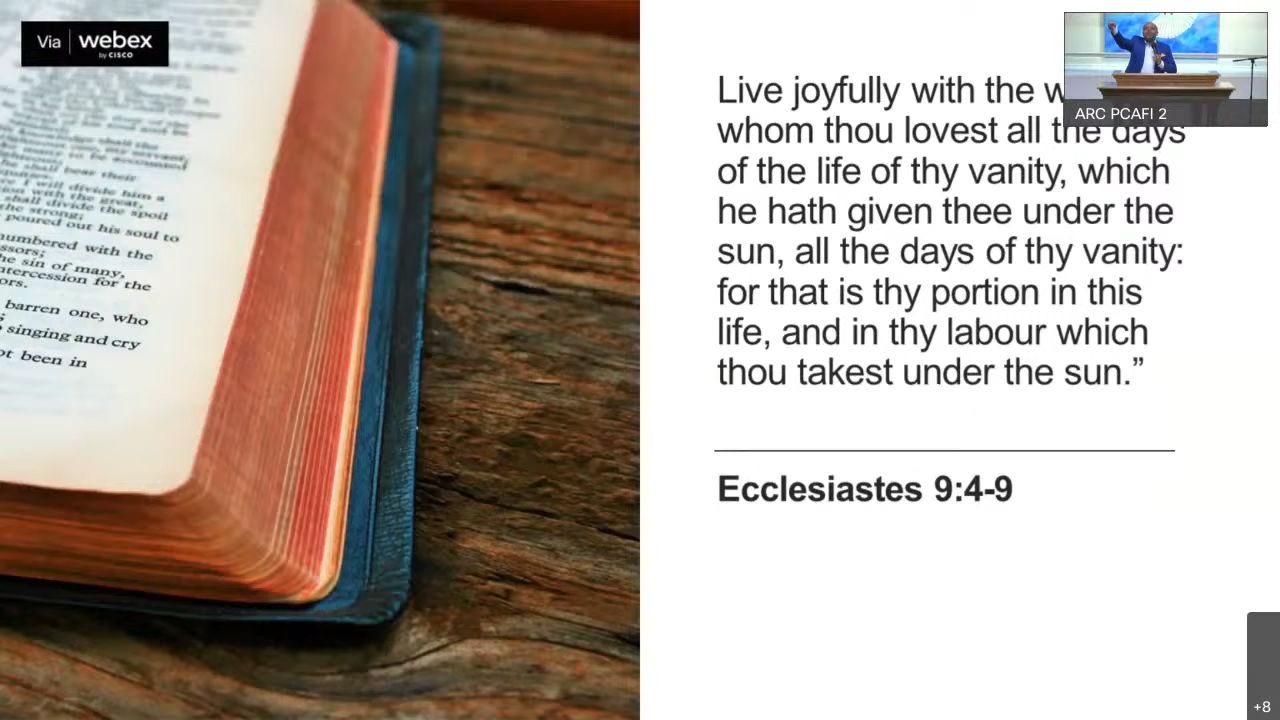 Via webex
by CISCO
numbered with the
the sin of many,
barren one, who
singing and cry
been in
Live joyfully with the
whom thou lovest all the days
of the life of thy vanity, which
he hath given thee under the
sun, all the days of thy vanity:
for that is thy portion in this
life, and in thy labour which
thou takest under the sun.”
Ecclesiastes 9:4-9
ARC PCAFI 2
+8